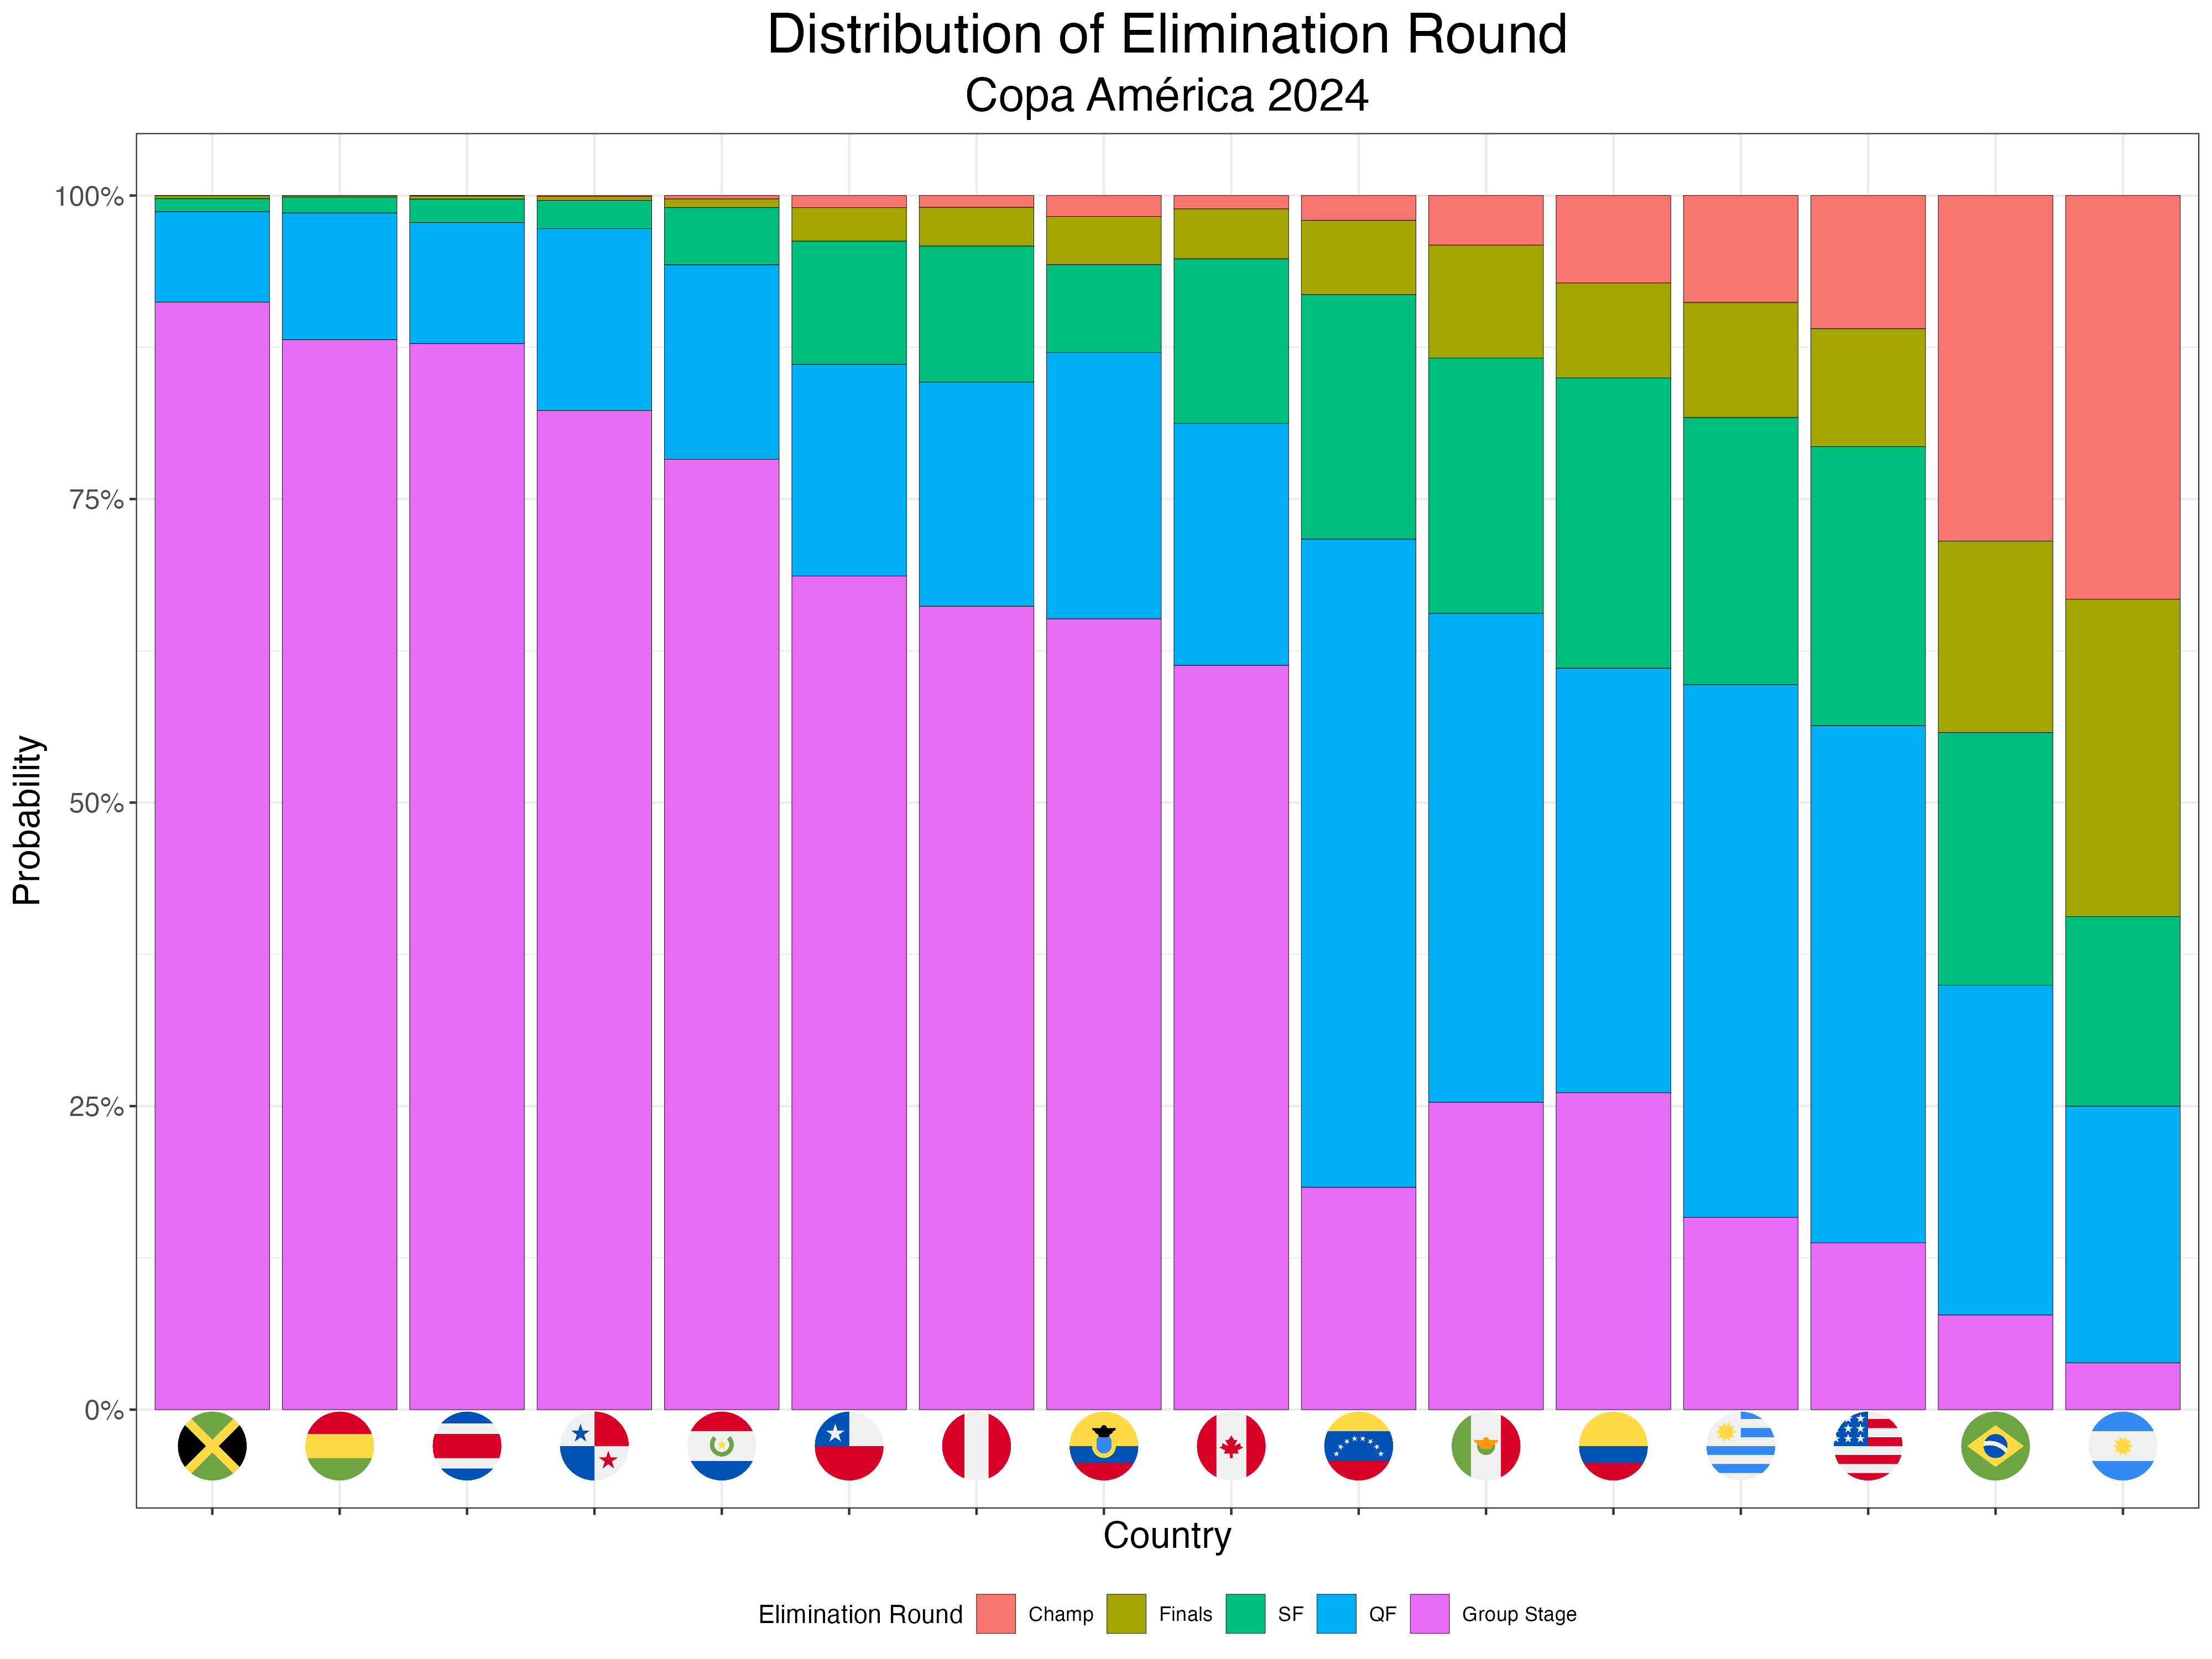 Distribution of Elimination Round
Copa América 2024
100%
75%
50%
25%
0%
Probability
Country
Elimination Round Champ Finals SF QF Group Stage